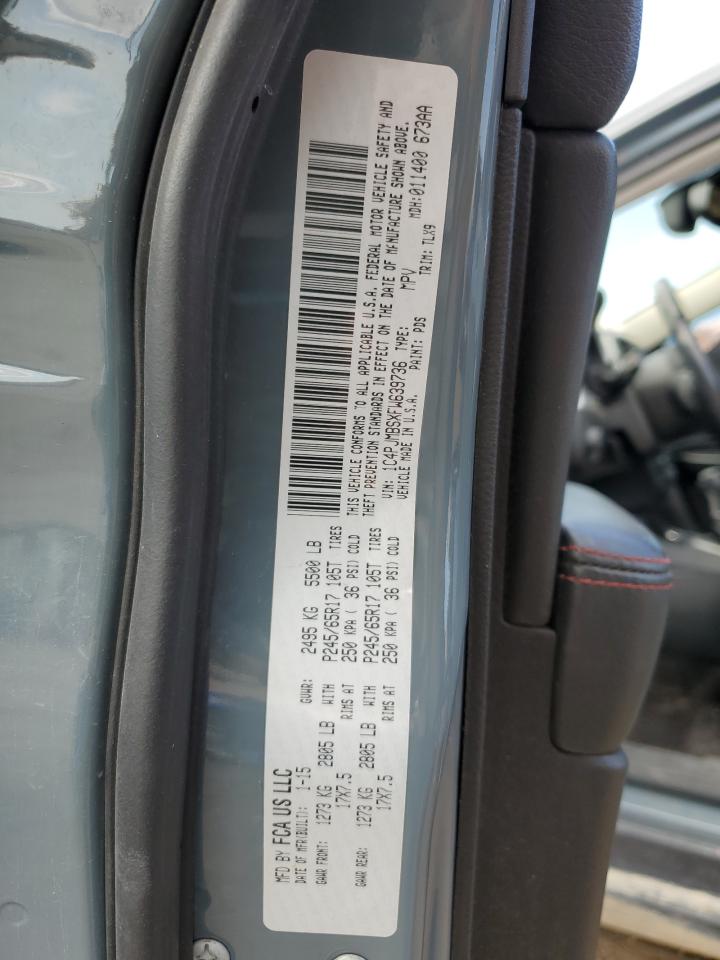 MFD BY FCA US LLC
DATE OF MFR(BUILT): 1-15 GVWR: 2495 KG 5500 LB
GAWR FRONT: 1273 KG 2805 LB WITH P245/65R17 105T TIRES
17X7.5 RIMS AT 250 KPA ( 36 PSI) COLD
GAWR REAR: 1273 KG 2805 LB WITH P245/65R17 105T TIRES
17X7.5 RIMS AT 250 KPA ( 36 PSI) COLD
THIS VEHICLE CONFORMS TO ALL APPLICABLE U.S.A. FEDERAL MOTOR VEHICLE SAFETY AND
THEFT PREVENTION STANDARDS IN EFFECT ON THE DATE OF MANUFACTURE SHOWN ABOVE.
VIN: 1C4PJMBSXFW639736 TYPE: MPV MDH:011400 673AA
VEHICLE MADE IN U.S.A. PAINT: PDS TRIM: TLX9